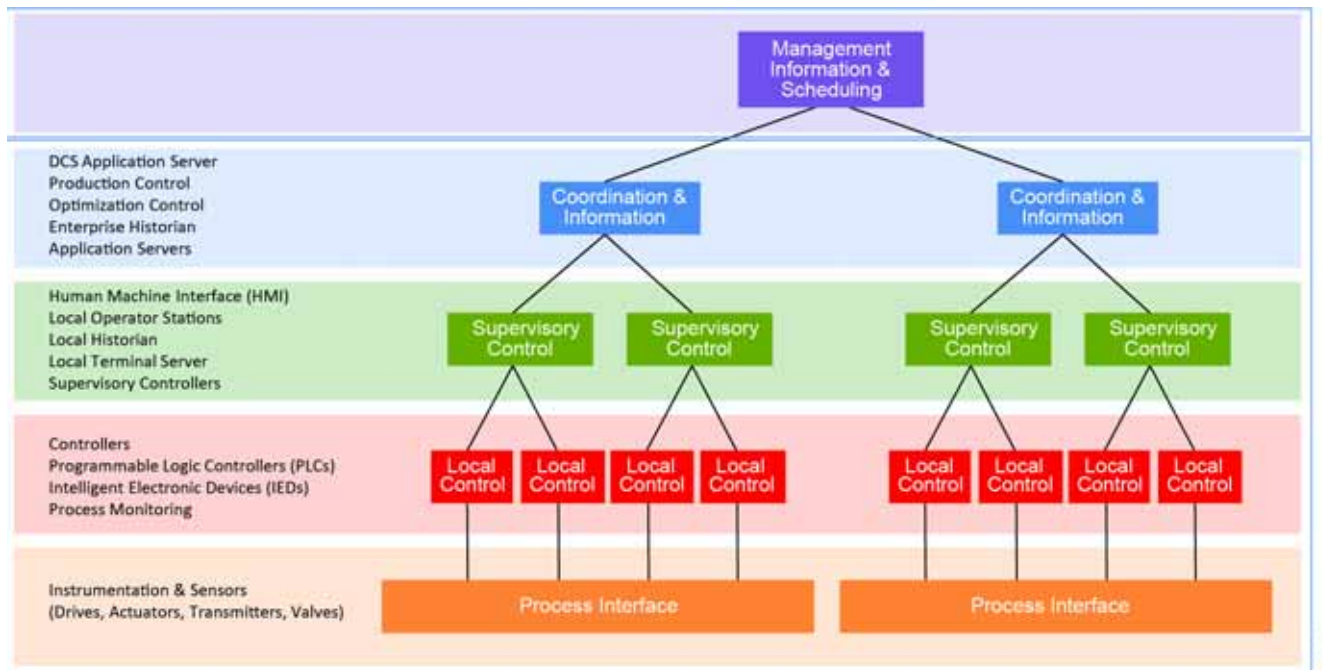 Management
Information &
Scheduling
DCS Application Server
Production Control
Optimization Control
Enterprise Historian
Application Servers
Coordination &
Information
Coordination &
Information
Human Machine Interface (HMI)
Local Operator Stations
Local Historian
Local Terminal Server
Supervisory Controllers
Supervisory
Control
Supervisory
Control
Supervisory
Control
Supervisory
Control
Controllers
Programmable Logic Controllers (PLCs)
Intelligent Electronic Devices (IEDs)
Process Monitoring
Local
Control
Local
Control
Local
Control
Local
Control
Local
Control
Local
Control
Local
Control
Local
Control
Instrumentation & Sensors
(Drives, Actuators, Transmitters, Valves)
Process Interface
Process Interface